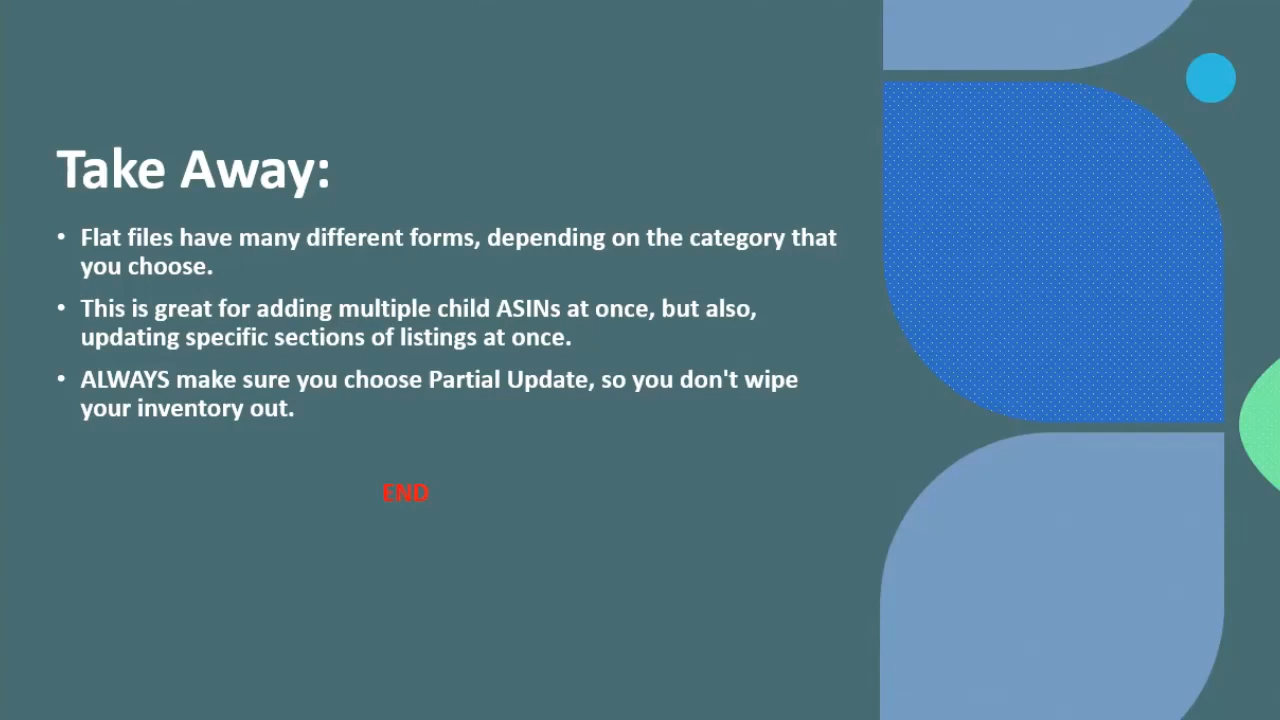 Take Away:
• Flat files have many different forms, depending on the category that
you choose.
• This is great for adding multiple child ASINs at once, but also,
updating specific sections of listings at once.
• ALWAYS make sure you choose Partial Update, so you don't wipe
your inventory out.
END